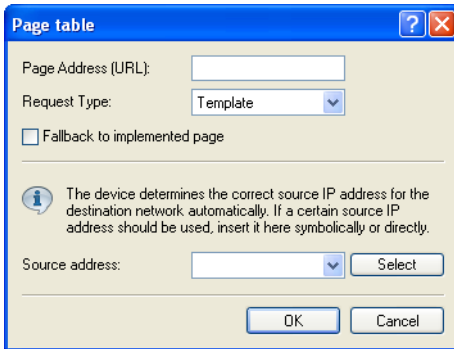 Page table
Page Address (URL):
Request Type: Template
Fallback to implemented page
The device determines the correct source IP address for the
destination network automatically. If a certain source IP
address should be used, insert it here symbolically or directly.
Source address: Select
OK Cancel